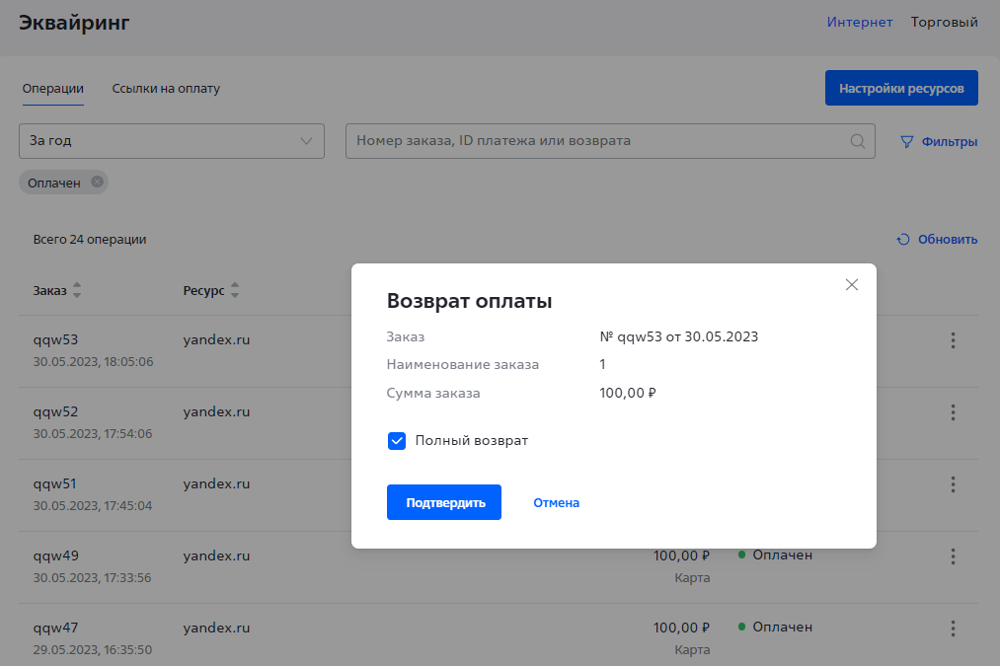 Эквайринг
Интернет Торговый
Операции Ссылки на оплату
Настройки ресурсов
За год
Номер заказа, ID платежа или возврата
Фильтры
Оплачен
Всего 24 операции
Обновить
Заказ Ресурс
qqw53 yandex.ru
30.05.2023, 18:05:06
qqw52 yandex.ru
30.05.2023, 17:54:06
qqw51 yandex.ru
30.05.2023, 17:45:04
qqw49 yandex.ru 100,00 ₽ Оплачен
30.05.2023, 17:33:56 Карта
qqw47 yandex.ru 100,00 ₽ Оплачен
29.05.2023, 16:35:50 Карта
Возврат оплаты
Заказ № qqw53 от 30.05.2023
Наименование заказа 1
Сумма заказа 100,00 ₽
Полный возврат
Подтвердить Отмена